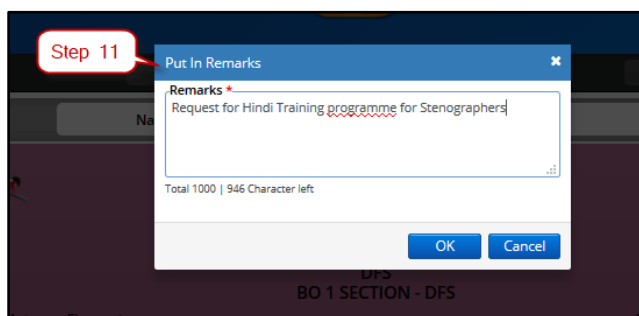 Step 11
Put In Remarks
Remarks *
Request for Hindi Training programme for Stenographers
Na
Total 1000 | 946 Character left
OK Cancel
DFS
BO 1 SECTION - DFS